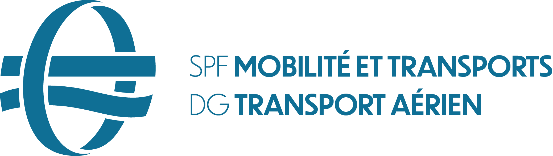 SPF MOBILITÉ ET TRANSPORTS
DG TRANSPORT AÉRIEN